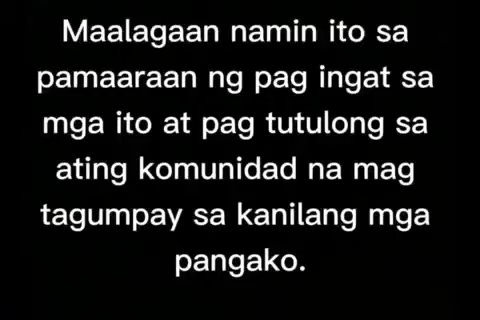 Maalagaan namin ito sa
pamaaraan ng pag ingat sa
mga ito at pag tutulong sa
ating komunidad na mag
tagumpay sa kanilang mga
pangako.